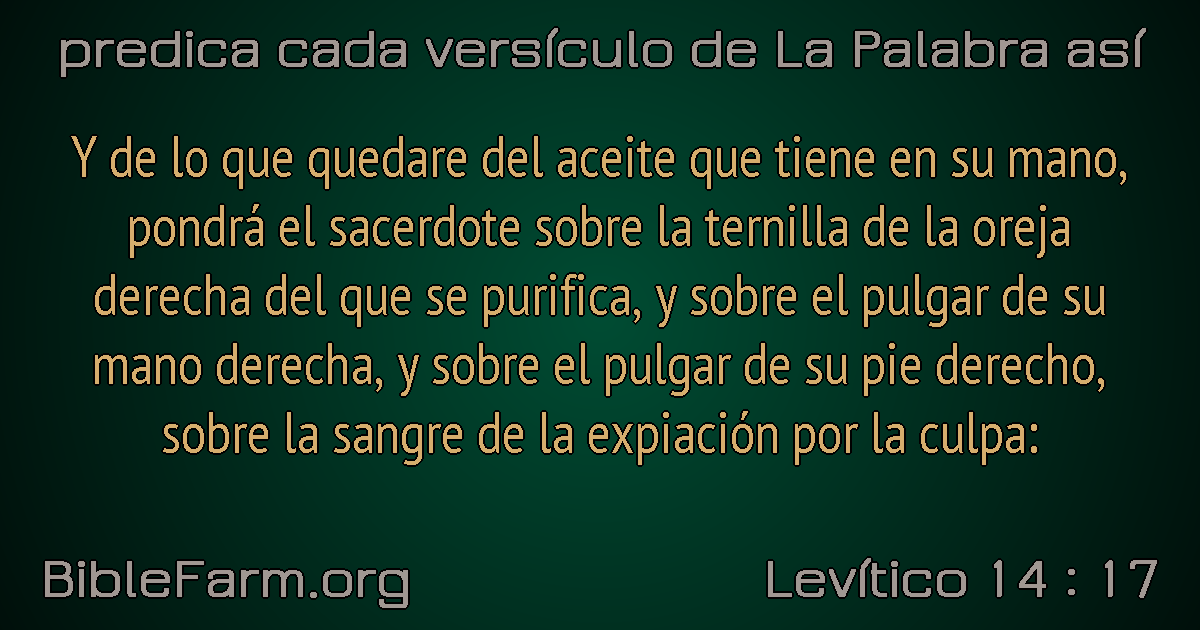 predica cada versículo de La Palabra así
Y de lo que quedare del aceite que tiene en su mano,
pondrá el sacerdote sobre la ternilla de la oreja
derecha del que se purifica, y sobre el pulgar de su
mano derecha, y sobre el pulgar de su pie derecho,
sobre la sangre de la expiación por la culpa:
BibleFarm.org
Levítico 14 : 17